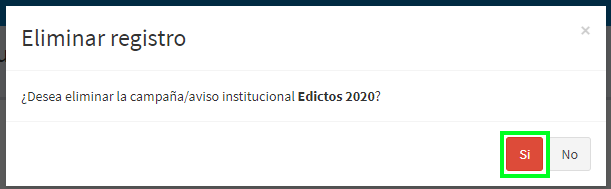 Eliminar registro
×
¿Desea eliminar la campaña/aviso institucional Edictos 2020?
Si
No